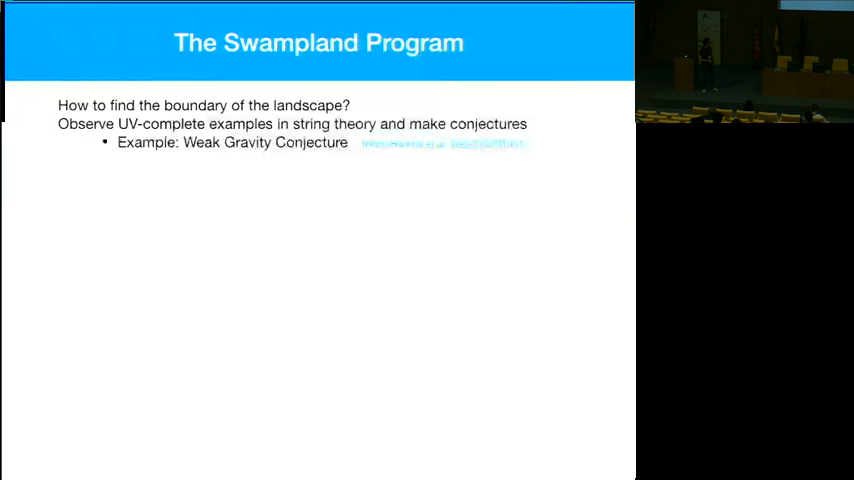 The Swampland Program
How to find the boundary of the landscape?
Observe UV-complete examples in string theory and make conjectures
• Example: Weak Gravity Conjecture